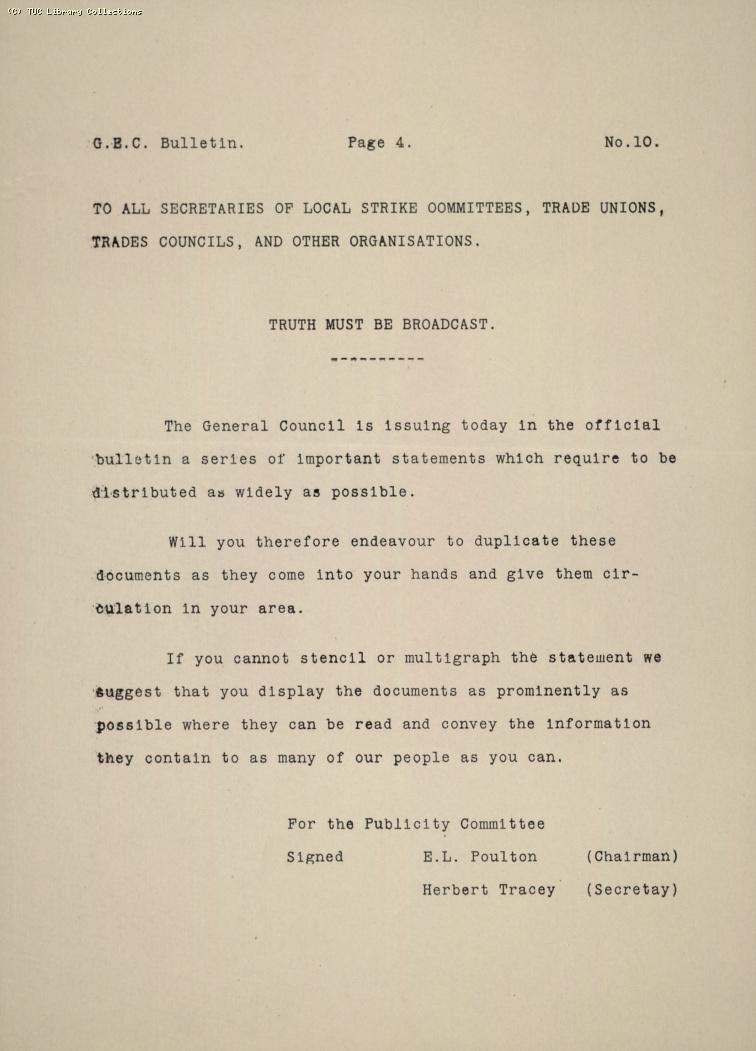 (C) TUC Library Collections
G.E.C. Bulletin. Page 4. No.10.
TO ALL SECRETARIES OF LOCAL STRIKE OOMMITTEES, TRADE UNIONS,
TRADES COUNCILS, AND OTHER ORGANISATIONS.
TRUTH MUST BE BROADCAST.
----------
The General Council is issuing today in the official
bulletin a series of important statements which require to be
distributed as widely as possible.
Will you therefore endeavour to duplicate these
documents as they come into your hands and give them cir-
culation in your area.
If you cannot stencil or multigraph the statement we
suggest that you display the documents as prominently as
possible where they can be read and convey the information
they contain to as many of our people as you can.
For the Publicity Committee
Signed E.L. Poulton (Chairman)
Herbert Tracey (Secretay)